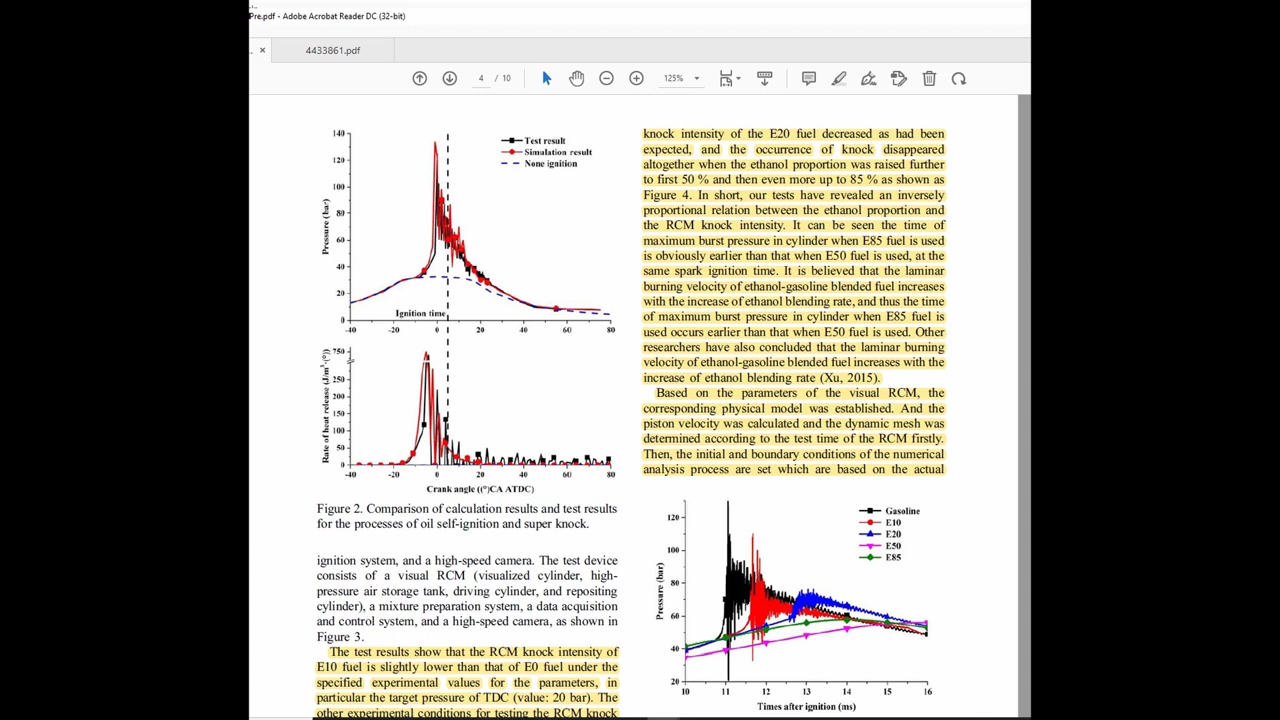 Pre.pdf - Adobe Acrobat Reader DC (32-bit)
4433861.pdf
4 / 10
125%
140
120
100
80
60
40
20
0
Pressure (bar)
Test result
Simulation result
None ignition
Ignition time
-40 -20 0 20 40 60 80
750
250
200
150
100
50
0
Rate of heat release (J/m³·(°))
-40 -20 0 20 40 60 80
Crank angle ((°)CA ATDC)
Figure 2. Comparison of calculation results and test results
for the processes of oil self-ignition and super knock.
ignition system, and a high-speed camera. The test device
consists of a visual RCM (visualized cylinder, high-
pressure air storage tank, driving cylinder, and repositing
cylinder), a mixture preparation system, a data acquisition
and control system, and a high-speed camera, as shown in
Figure 3.
The test results show that the RCM knock intensity of
E10 fuel is slightly lower than that of E0 fuel under the
specified experimental values for the parameters, in
particular the target pressure of TDC (value: 20 bar). The
other experimental conditions for testing the RCM knock
knock intensity of the E20 fuel decreased as had been
expected, and the occurrence of knock disappeared
altogether when the ethanol proportion was raised further
to first 50 % and then even more up to 85 % as shown as
Figure 4. In short, our tests have revealed an inversely
proportional relation between the ethanol proportion and
the RCM knock intensity. It can be seen the time of
maximum burst pressure in cylinder when E85 fuel is used
is obviously earlier than that when E50 fuel is used, at the
same spark ignition time. It is believed that the laminar
burning velocity of ethanol-gasoline blended fuel increases
with the increase of ethanol blending rate, and thus the time
of maximum burst pressure in cylinder when E85 fuel is
used occurs earlier than that when E50 fuel is used. Other
researchers have also concluded that the laminar burning
velocity of ethanol-gasoline blended fuel increases with the
increase of ethanol blending rate (Xu, 2015).
Based on the parameters of the visual RCM, the
corresponding physical model was established. And the
piston velocity was calculated and the dynamic mesh was
determined according to the test time of the RCM firstly.
Then, the initial and boundary conditions of the numerical
analysis process are set which are based on the actual
120
100
80
60
40
20
Pressure (bar)
Gasoline
E10
E20
E50
E85
10 11 12 13 14 15 16
Times after ignition (ms)